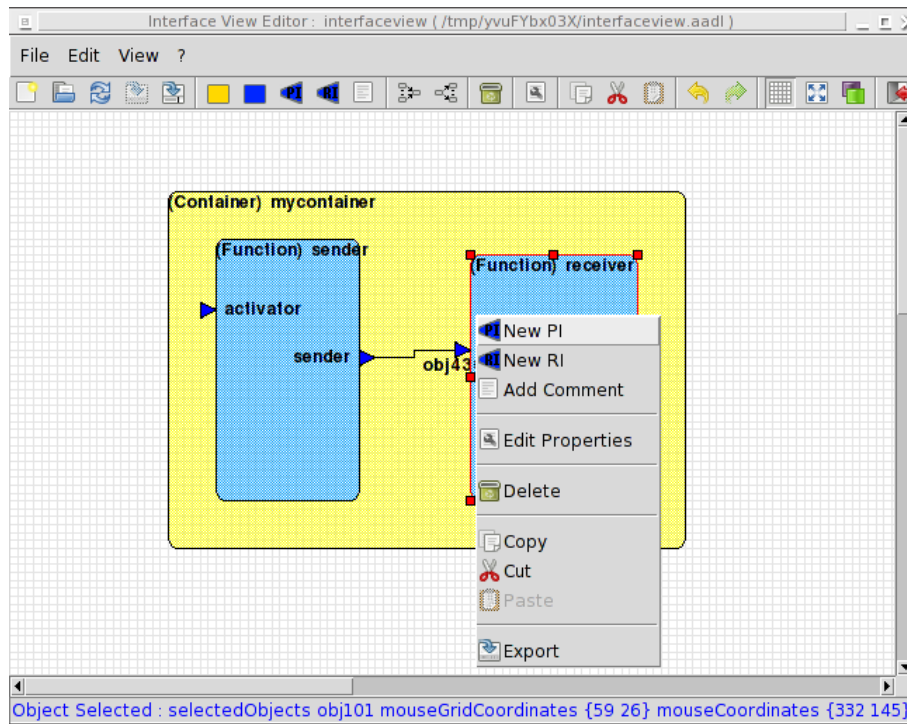 Interface View Editor : interfaceview ( /tmp/yvuFYbx03X/interfaceview.aadl )
File Edit View ?
PI RI
(Container) mycontainer
(Function) sender
(Function) receiver
activator
PI New PI
sender
obj43
RI New RI
Add Comment
Edit Properties
Delete
Copy
Cut
Paste
Export
Object Selected : selectedObjects obj101 mouseGridCoordinates {59 26} mouseCoordinates {332 145}